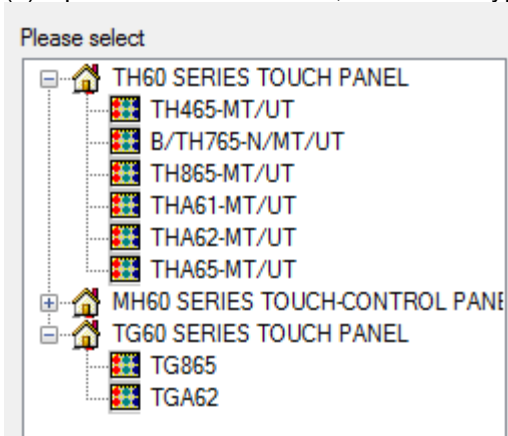 Please select
TH60 SERIES TOUCH PANEL
TH465-MT/UT
B/TH765-N/MT/UT
TH865-MT/UT
THA61-MT/UT
THA62-MT/UT
THA65-MT/UT
MH60 SERIES TOUCH-CONTROL PANE
TG60 SERIES TOUCH PANEL
TG865
TGA62